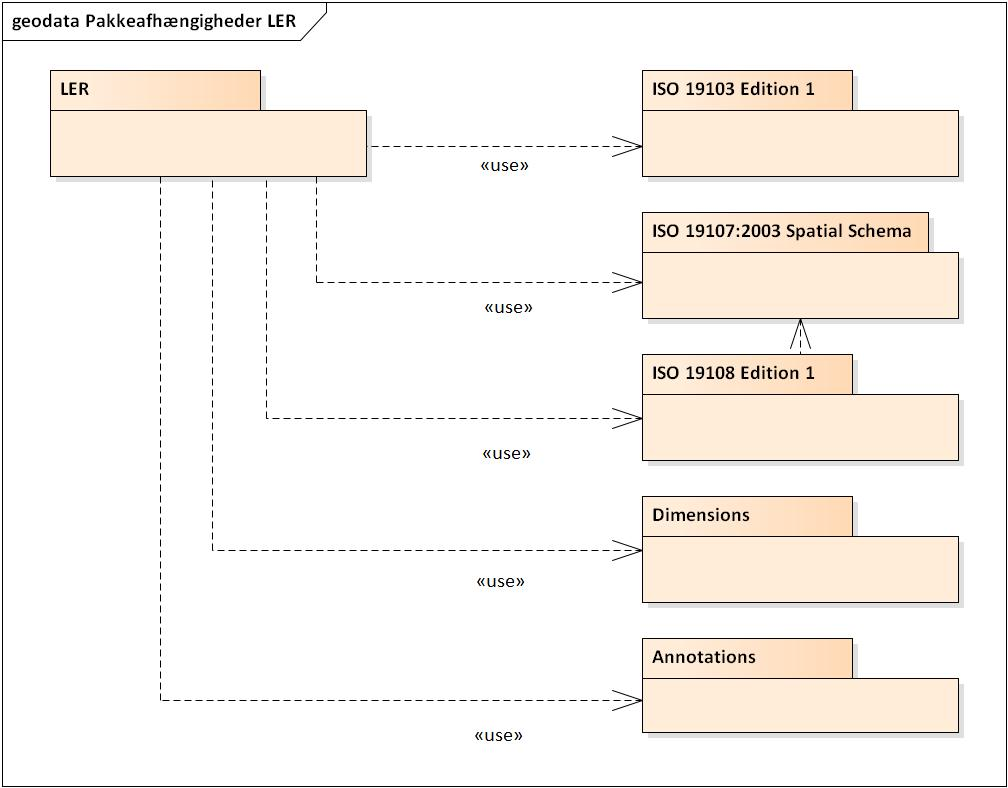 geodata Pakkeafhængigheder LER
LER
ISO 19103 Edition 1
«use»
ISO 19107:2003 Spatial Schema
«use»
ISO 19108 Edition 1
«use»
Dimensions
«use»
Annotations
«use»